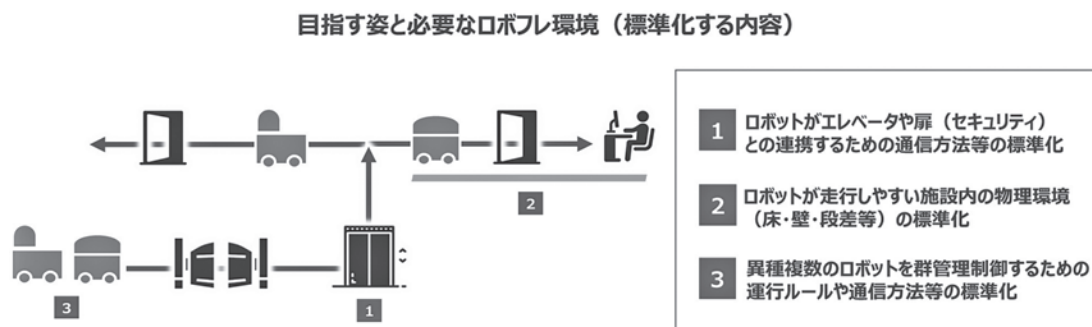 目指す姿と必要なロボフレ環境（標準化する内容）
1 ロボットがエレベータや扉（セキュリティ）
との連携するための通信方法等の標準化
2
2 ロボットが走行しやすい施設内の物理環境
（床・壁・段差等）の標準化
3 異種複数のロボットを群管理制御するための
運行ルールや通信方法等の標準化
3
1